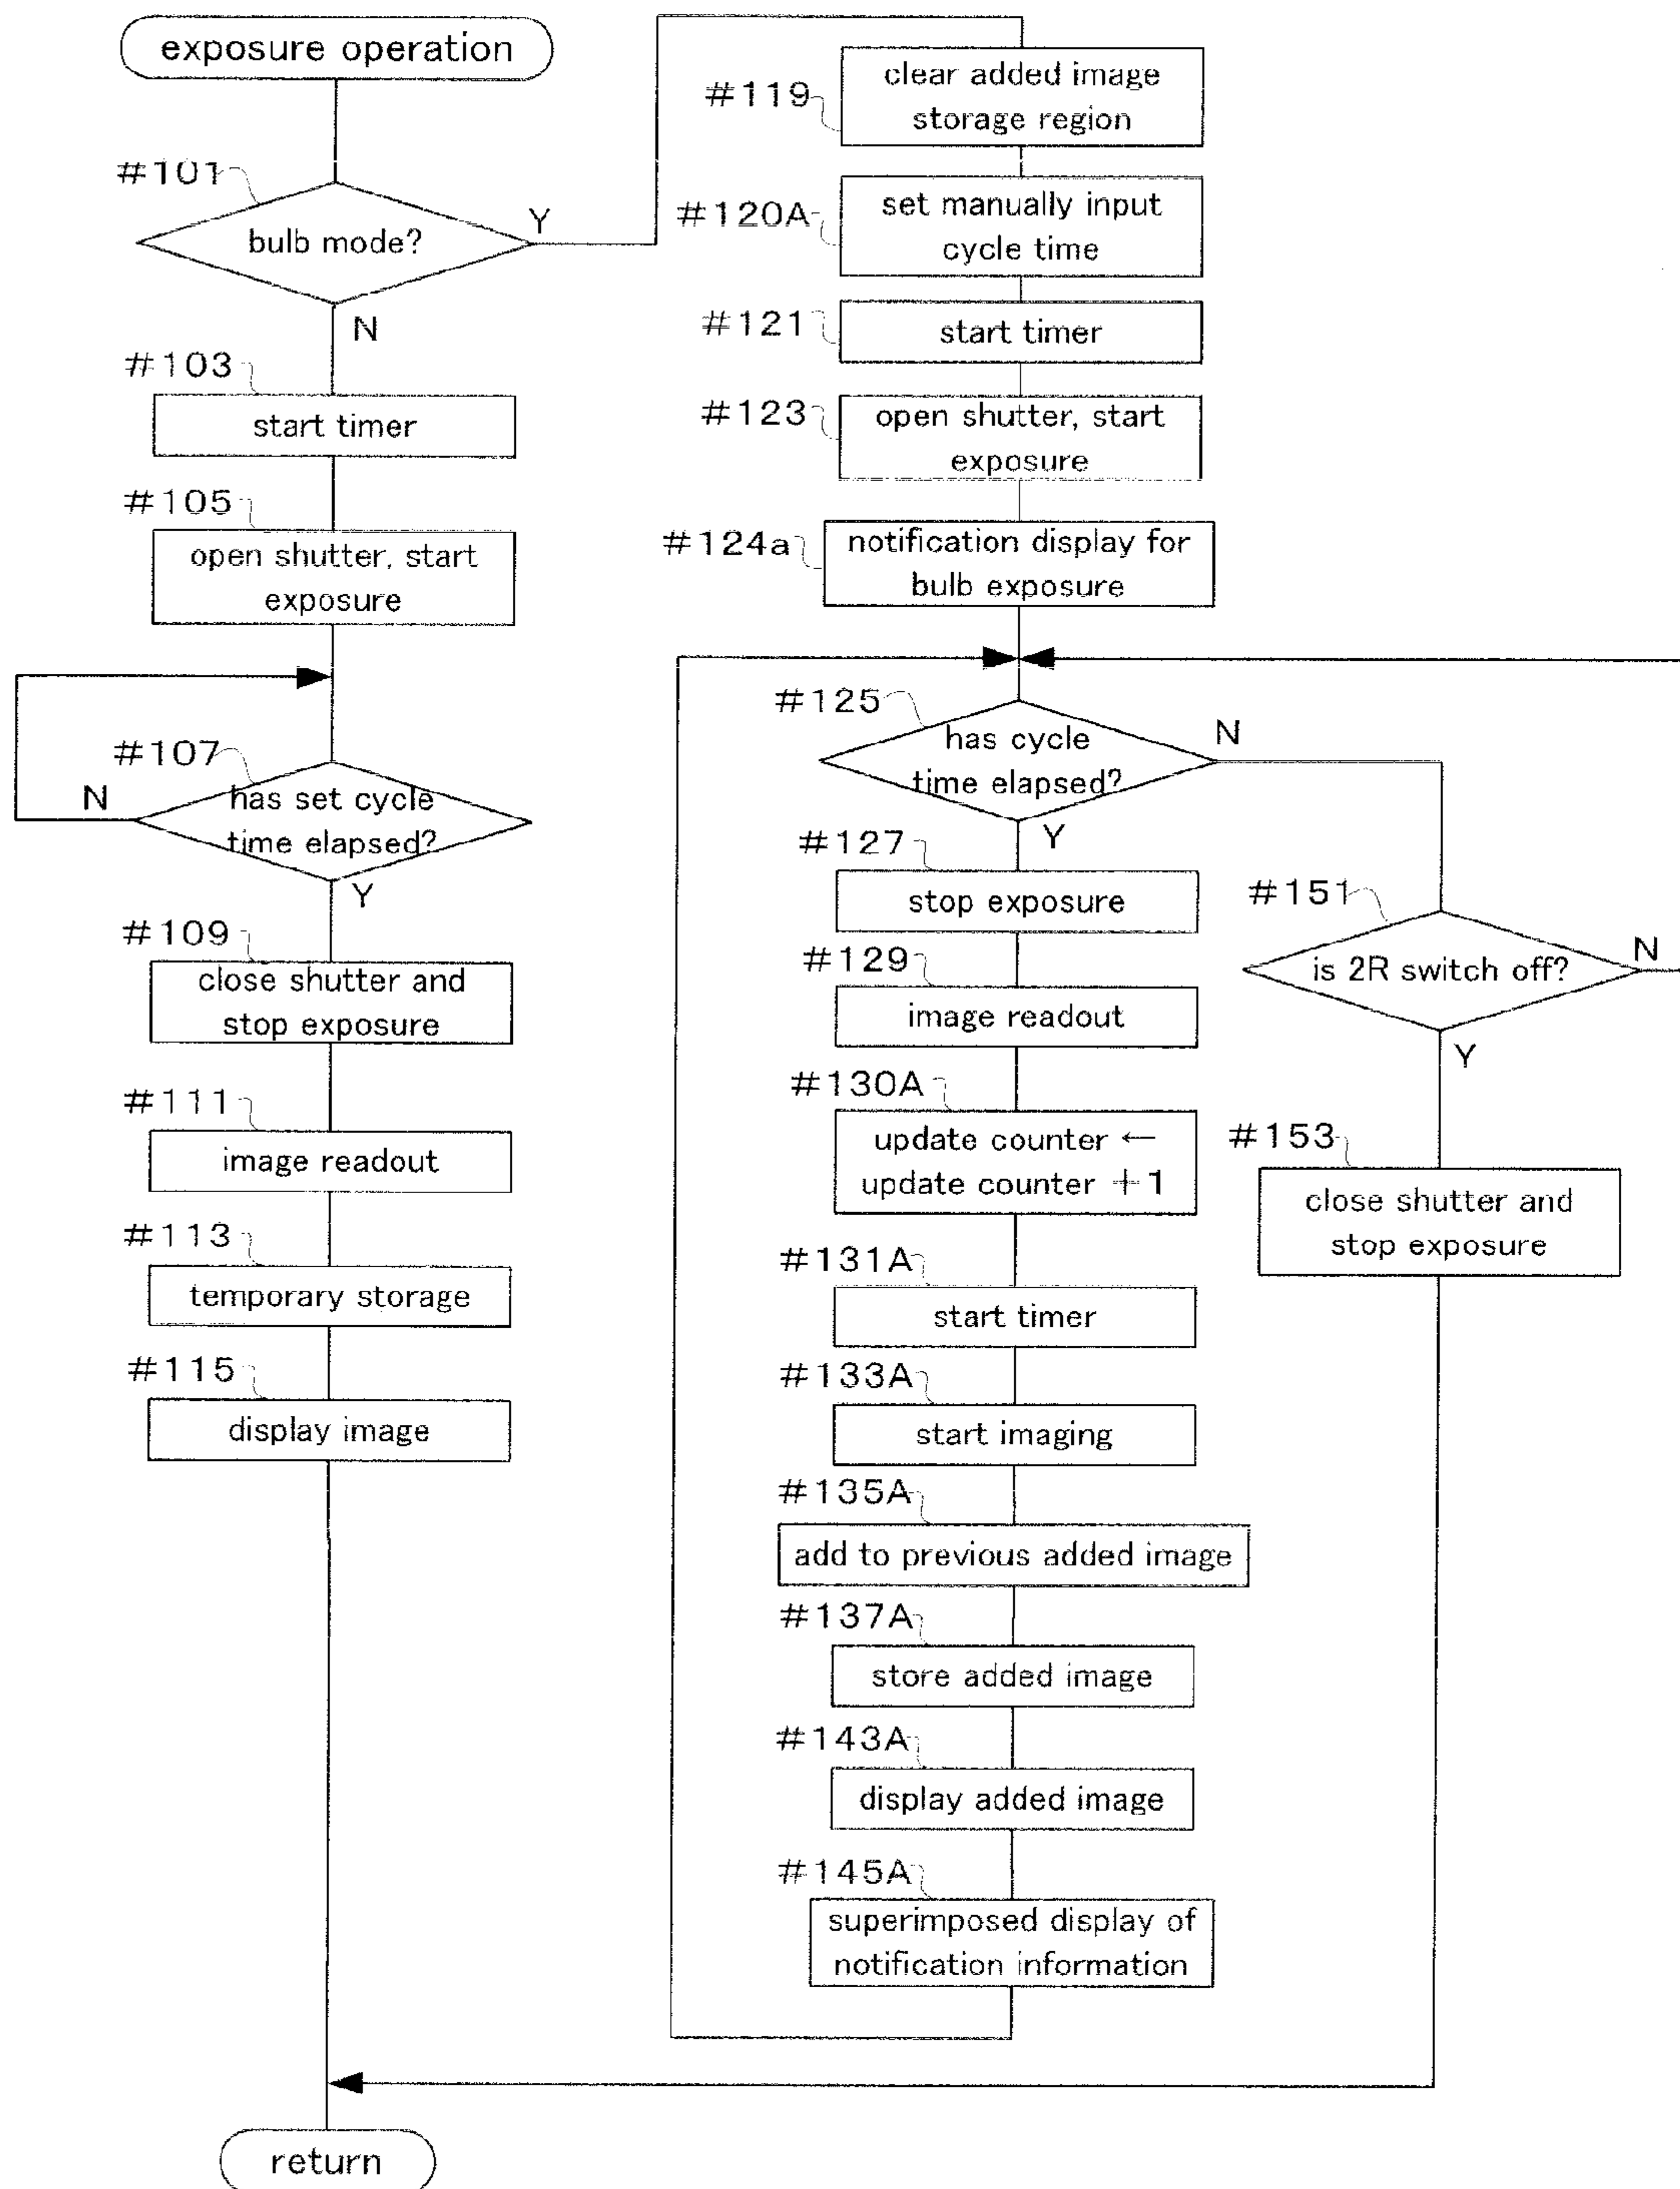 exposure operation
#101
bulb mode?
Y
N
#103
start timer
#105
open shutter, start
exposure
#107
has set cycle
time elapsed?
N
Y
#109
close shutter and
stop exposure
#111
image readout
#113
temporary storage
#115
display image
return
#119
clear added image
storage region
#120A
set manually input
cycle time
#121
start timer
#123
open shutter, start
exposure
#124a
notification display for
bulb exposure
#125
has cycle
time elapsed?
N
Y
#127
stop exposure
#129
image readout
#130A
update counter ←
update counter +1
#131A
start timer
#133A
start imaging
#135A
add to previous added image
#137A
store added image
#143A
display added image
#145A
superimposed display of
notification information
#151
is 2R switch off?
N
Y
#153
close shutter and
stop exposure